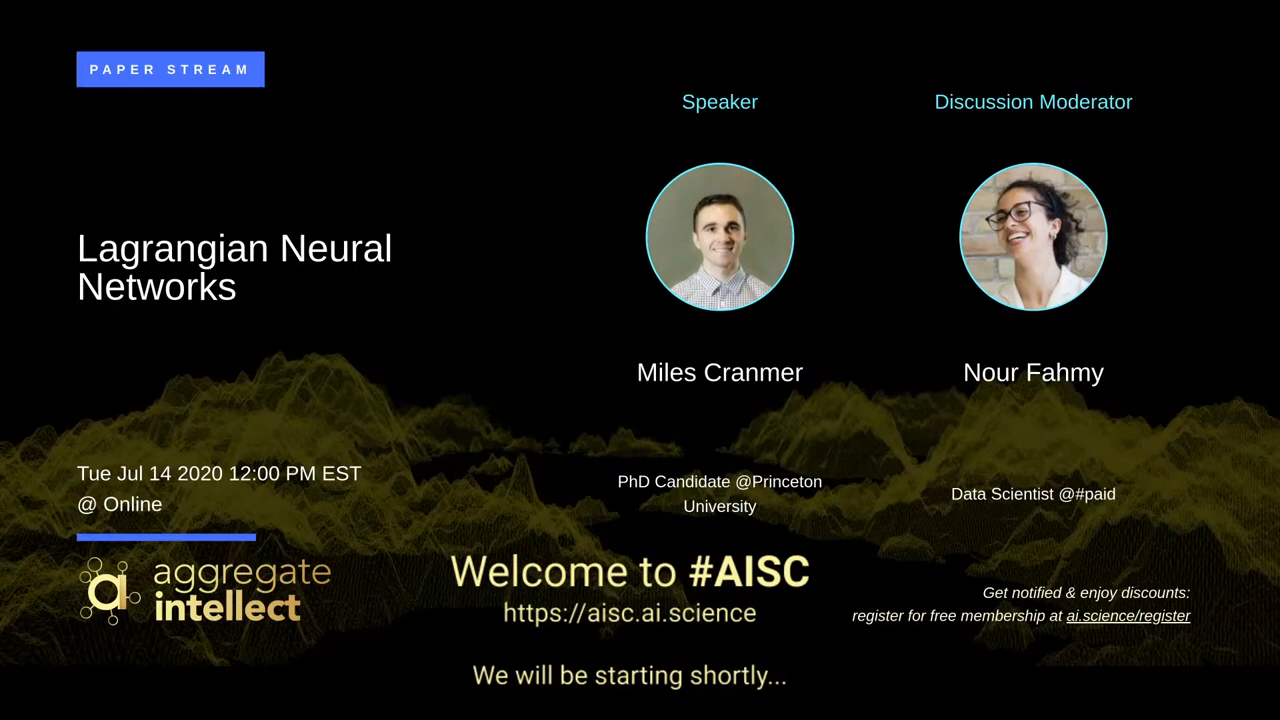 PAPER STREAM
Speaker
Discussion Moderator
Lagrangian Neural
Networks
Miles Cranmer
Nour Fahmy
Tue Jul 14 2020 12:00 PM EST
@ Online
PhD Candidate @Princeton
University
Data Scientist @#paid
aggregate
intellect
Welcome to #AISC
https://aisc.ai.science
We will be starting shortly...
Get notified & enjoy discounts:
register for free membership at ai.science/register